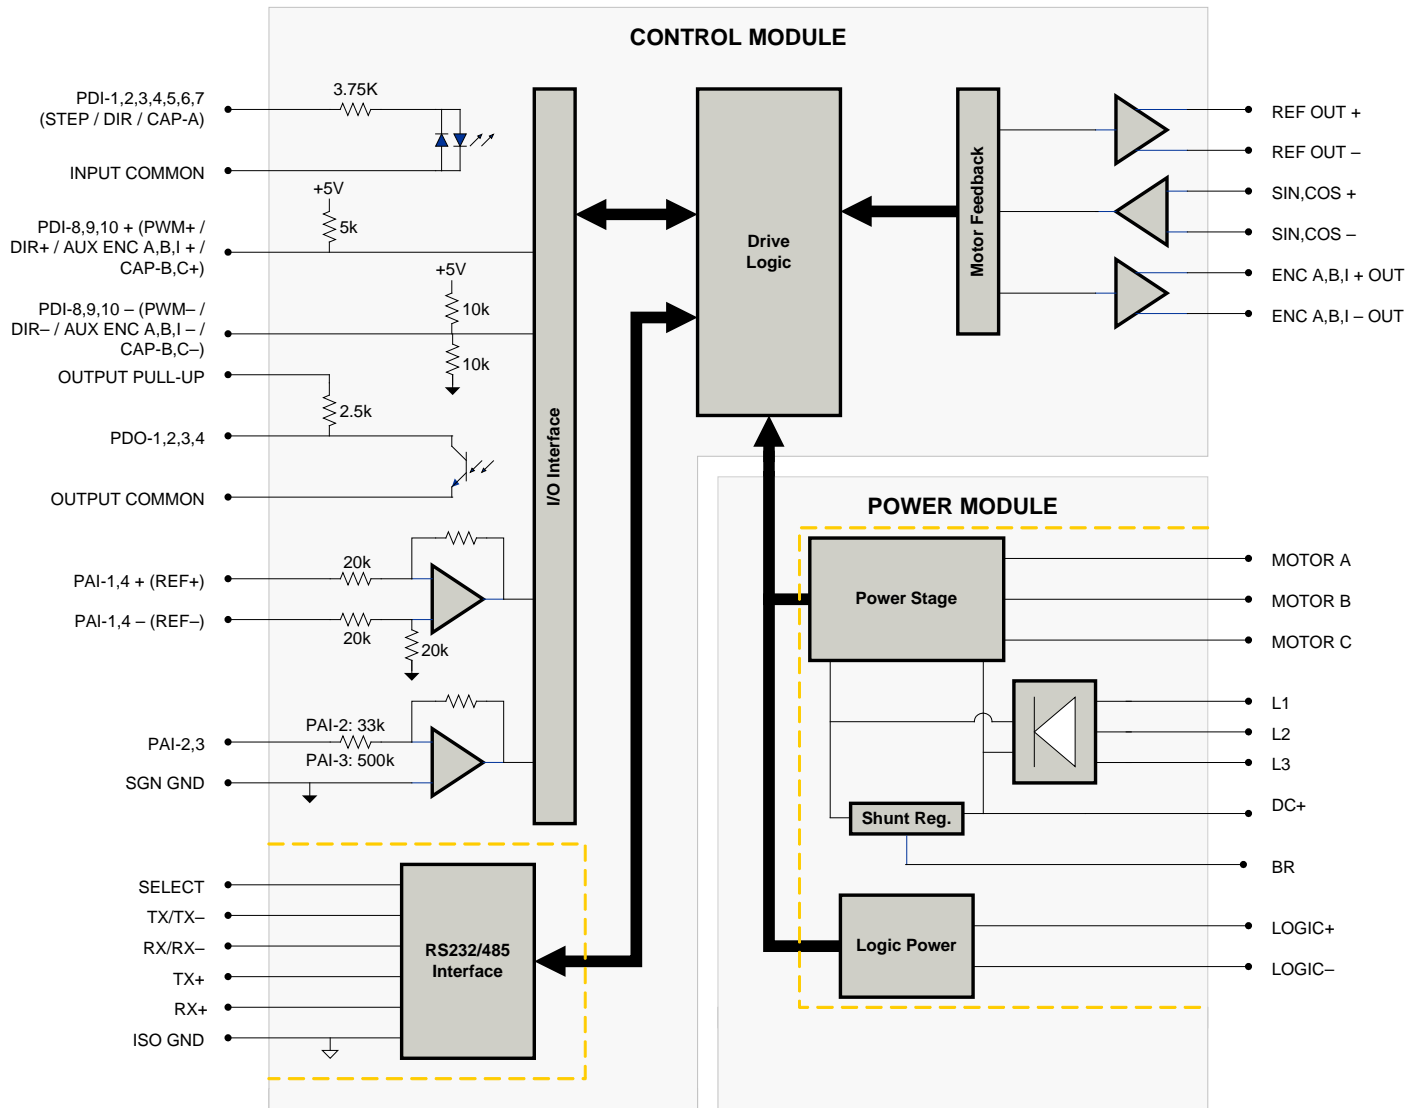 CONTROL MODULE
PDI-1,2,3,4,5,6,7
(STEP / DIR / CAP-A)
3.75K
INPUT COMMON
+5V
5k
PDI-8,9,10 + (PWM+ /
DIR+ / AUX ENC A,B,I + /
CAP-B,C+)
+5V
10k
PDI-8,9,10 – (PWM– /
DIR– / AUX ENC A,B,I – /
CAP-B,C–)
10k
OUTPUT PULL-UP
2.5k
PDO-1,2,3,4
OUTPUT COMMON
PAI-1,4 + (REF+)
20k
PAI-1,4 – (REF–)
20k
20k
PAI-2: 33k
PAI-2,3
PAI-3: 500k
SGN GND
I/O Interface
SELECT
TX/TX–
RX/RX–
TX+
RX+
ISO GND
RS232/485
Interface
Drive
Logic
Motor Feedback
REF OUT +
REF OUT –
SIN,COS +
SIN,COS –
ENC A,B,I + OUT
ENC A,B,I – OUT
POWER MODULE
Power Stage
MOTOR A
MOTOR B
MOTOR C
L1
L2
L3
Shunt Reg.
DC+
BR
Logic Power
LOGIC+
LOGIC–